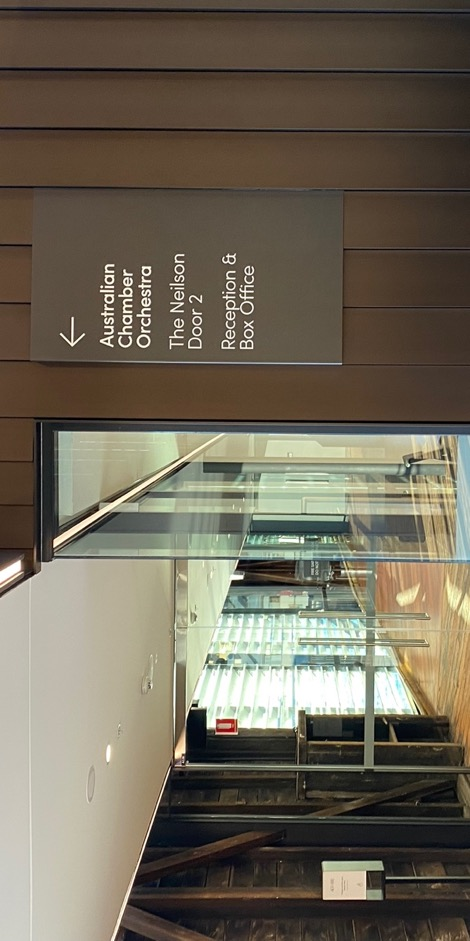 ←
Australian
Chamber
Orchestra
The Neilson
Door 2
Reception &
Box Office